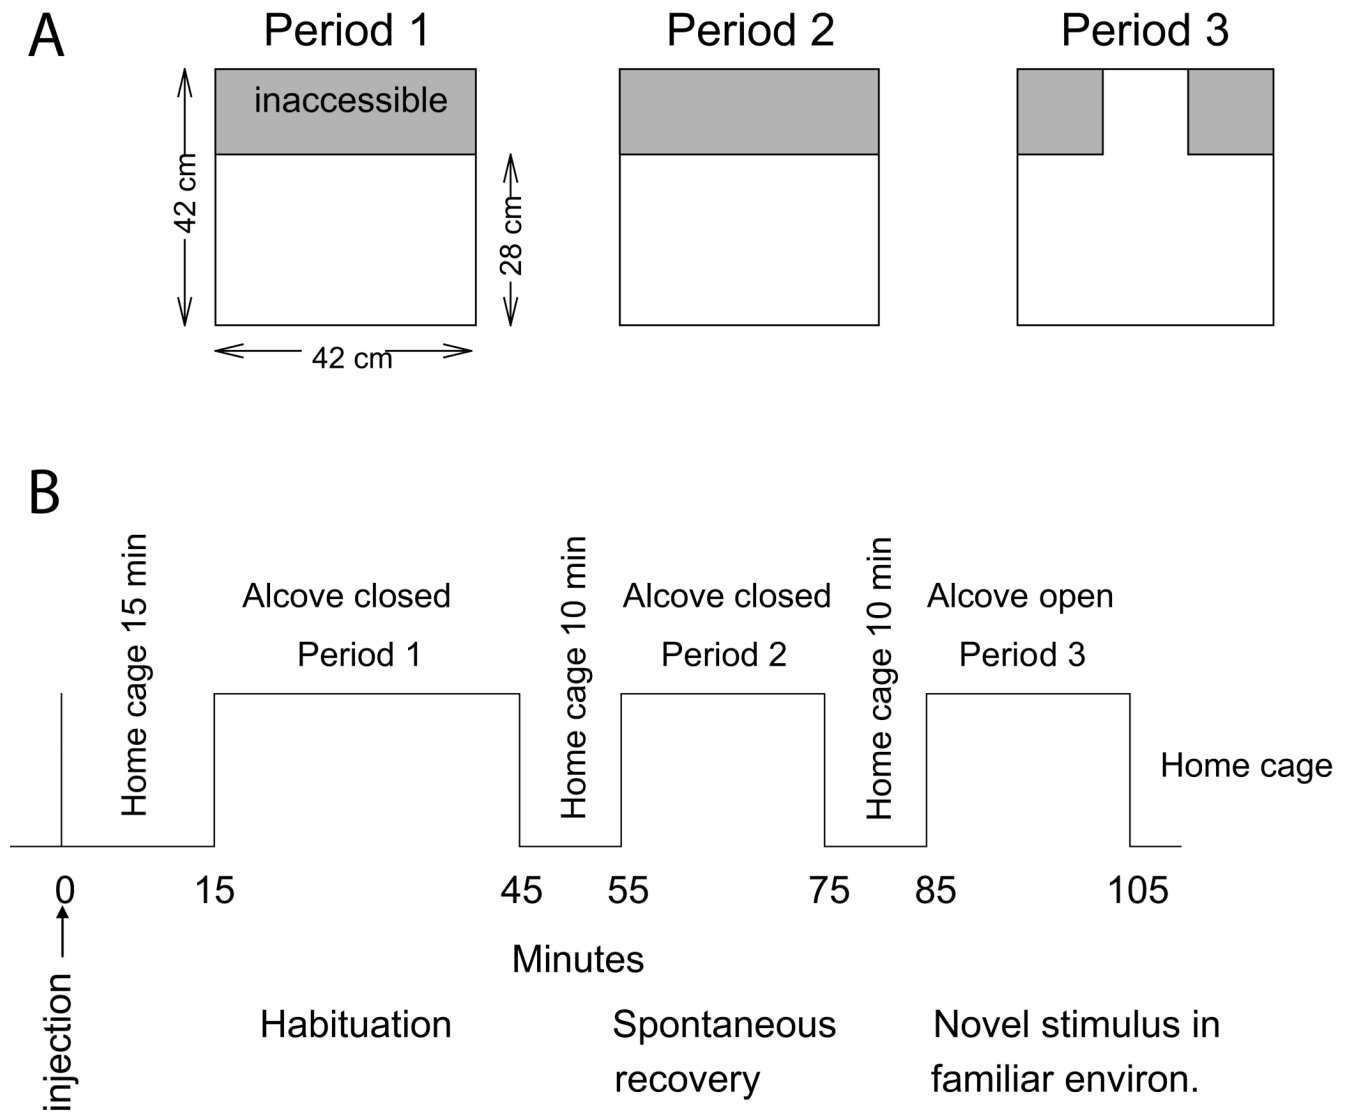 A
Period 1
Period 2
Period 3
inaccessible
42 cm
28 cm
42 cm
B
Home cage 15 min
Alcove closed
Period 1
Home cage 10 min
Alcove closed
Period 2
Home cage 10 min
Alcove open
Period 3
Home cage
0
15
45
55
75
85
105
injection
Minutes
Habituation
Spontaneous
recovery
Novel stimulus in
familiar environ.